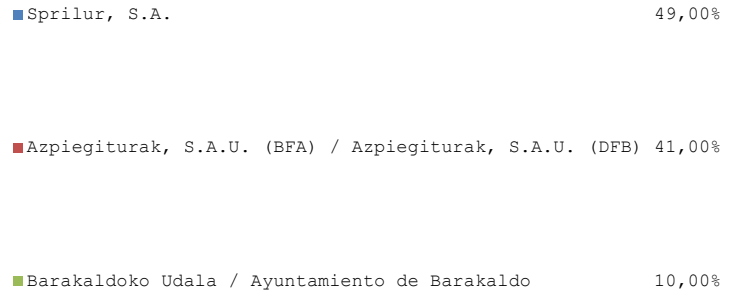 Sprilur, S.A. 49,00%
Azpiegiturak, S.A.U. (BFA) / Azpiegiturak, S.A.U. (DFB) 41,00%
Barakaldoko Udala / Ayuntamiento de Barakaldo 10,00%